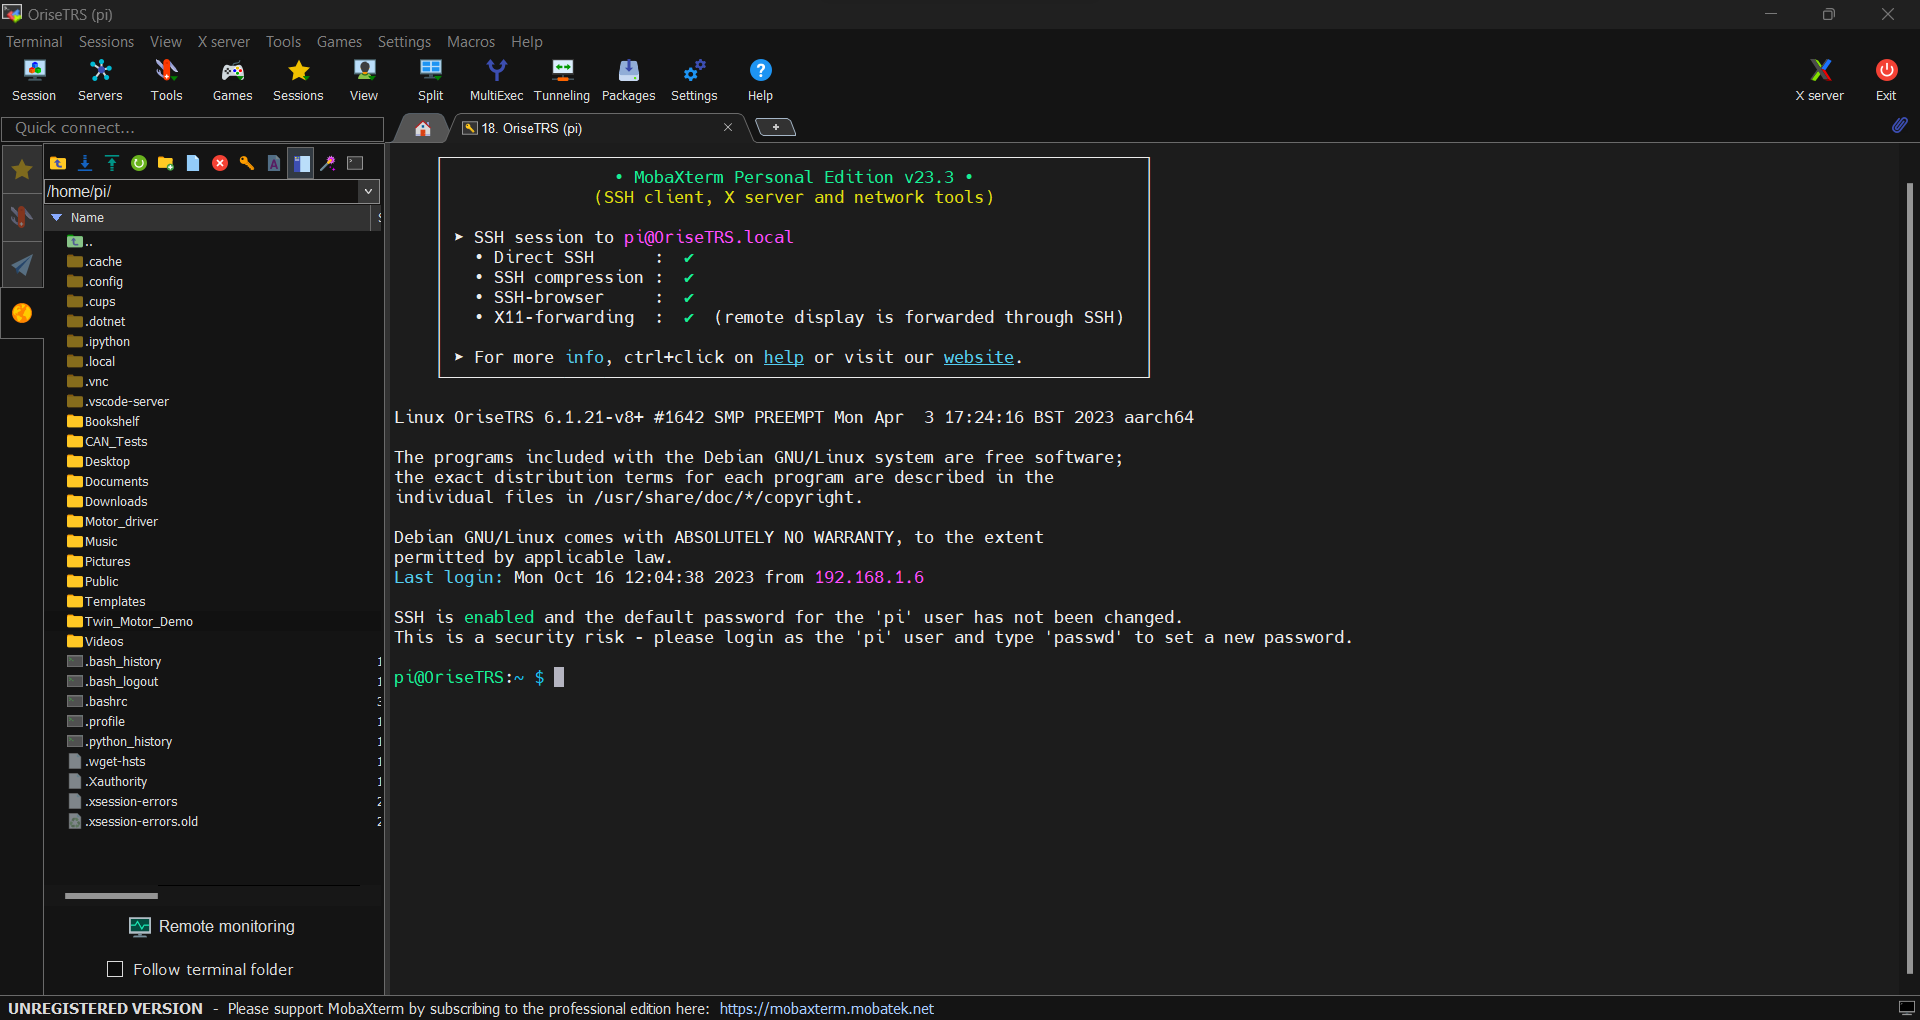 OriseTRS (pi)
Terminal Sessions View X server Tools Games Settings Macros Help
Session Servers Tools Games Sessions View Split MultiExec Tunneling Packages Settings Help X server Exit
Quick connect...
18. OriseTRS (pi)
/home/pi/
Name
..
.cache
.config
.cups
.dotnet
.ipython
.local
.vnc
.vscode-server
Bookshelf
CAN_Tests
Desktop
Documents
Downloads
Motor_driver
Music
Pictures
Public
Templates
Twin_Motor_Demo
Videos
.bash_history
.bash_logout
.bashrc
.profile
.python_history
.wget-hsts
.Xauthority
.xsession-errors
.xsession-errors.old
Remote monitoring
Follow terminal folder
• MobaXterm Personal Edition v23.3 •
(SSH client, X server and network tools)
➤ SSH session to pi@OriseTRS.local
• Direct SSH : ✔
• SSH compression : ✔
• SSH-browser : ✔
• X11-forwarding : ✔ (remote display is forwarded through SSH)
➤ For more info, ctrl+click on help or visit our website.
Linux OriseTRS 6.1.21-v8+ #1642 SMP PREEMPT Mon Apr  3 17:24:16 BST 2023 aarch64
The programs included with the Debian GNU/Linux system are free software;
the exact distribution terms for each program are described in the
individual files in /usr/share/doc/*/copyright.
Debian GNU/Linux comes with ABSOLUTELY NO WARRANTY, to the extent
permitted by applicable law.
Last login: Mon Oct 16 12:04:38 2023 from 192.168.1.6
SSH is enabled and the default password for the 'pi' user has not been changed.
This is a security risk - please login as the 'pi' user and type 'passwd' to set a new password.
pi@OriseTRS:~ $
UNREGISTERED VERSION - Please support MobaXterm by subscribing to the professional edition here: https://mobaxterm.mobatek.net